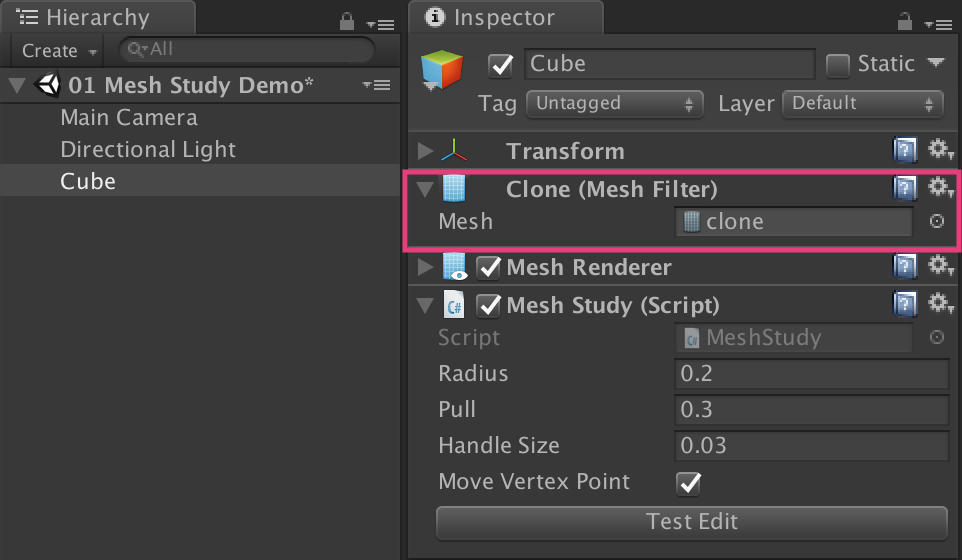 Hierarchy
Create
All
01 Mesh Study Demo*
Main Camera
Directional Light
Cube
Inspector
Cube
Static
Tag Untagged Layer Default
Transform
Clone (Mesh Filter)
Mesh clone
Mesh Renderer
C# Mesh Study (Script)
Script C# MeshStudy
Radius 0.2
Pull 0.3
Handle Size 0.03
Move Vertex Point
Test Edit